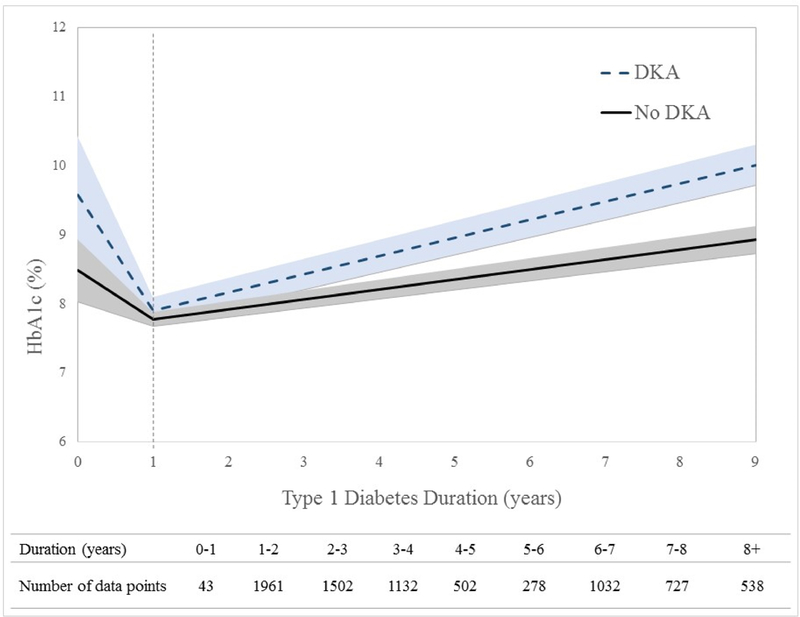 12
11
10
9
8
7
6
HbA1c (%)
DKA
No DKA
0 1 2 3 4 5 6 7 8 9
Type 1 Diabetes Duration (years)
Duration (years) 0-1 1-2 2-3 3-4 4-5 5-6 6-7 7-8 8+
Number of data points 43 1961 1502 1132 502 278 1032 727 538